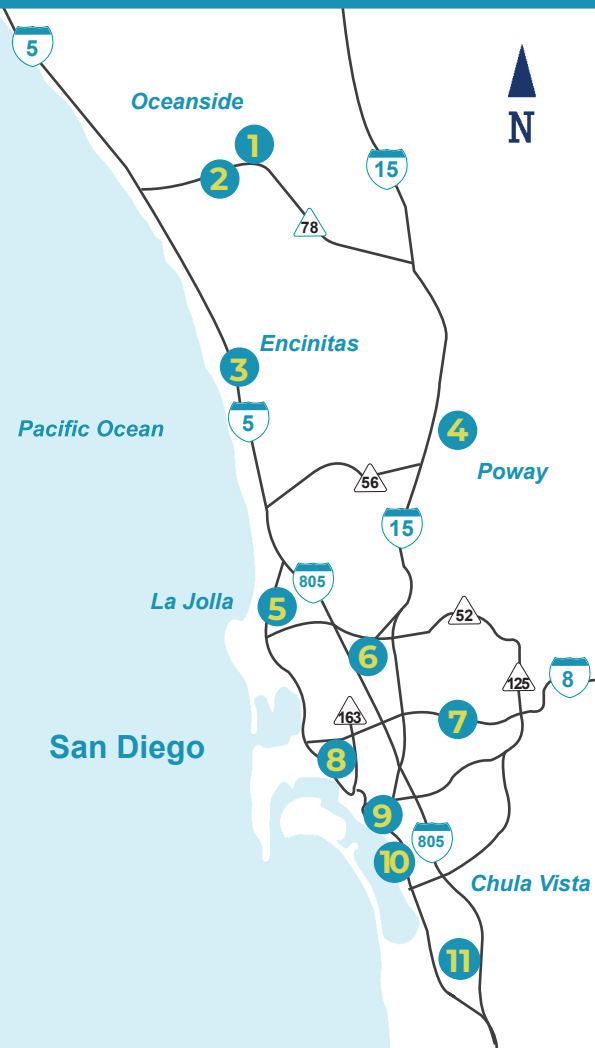 5
Oceanside
N
1
15
2
78
Encinitas
3
5
Pacific Ocean
4
Poway
56
15
805
La Jolla
5
52
6
125
8
163
7
San Diego
8
9
805
10
Chula Vista
11